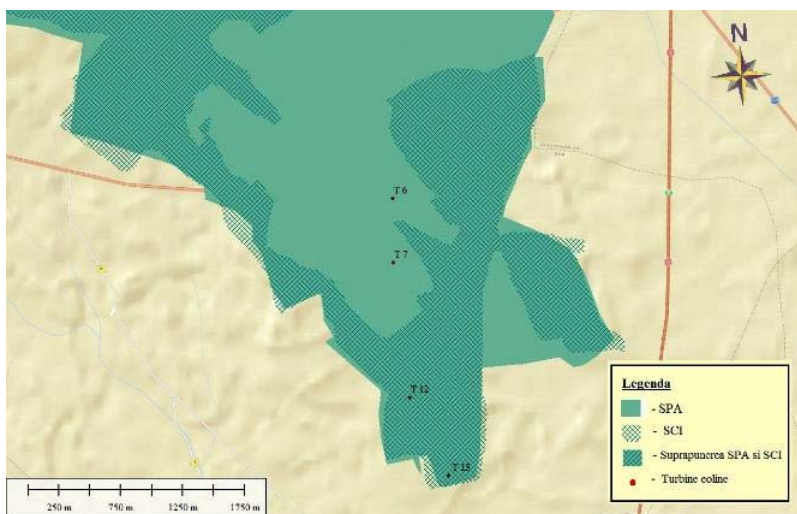 N
T 6
T 7
T 12
T 15
Legenda
- SPA
- SCI
- Suprapunerea SPA si SCI
- Turbine eoline
250 m 750 m 1250 m 1750 m